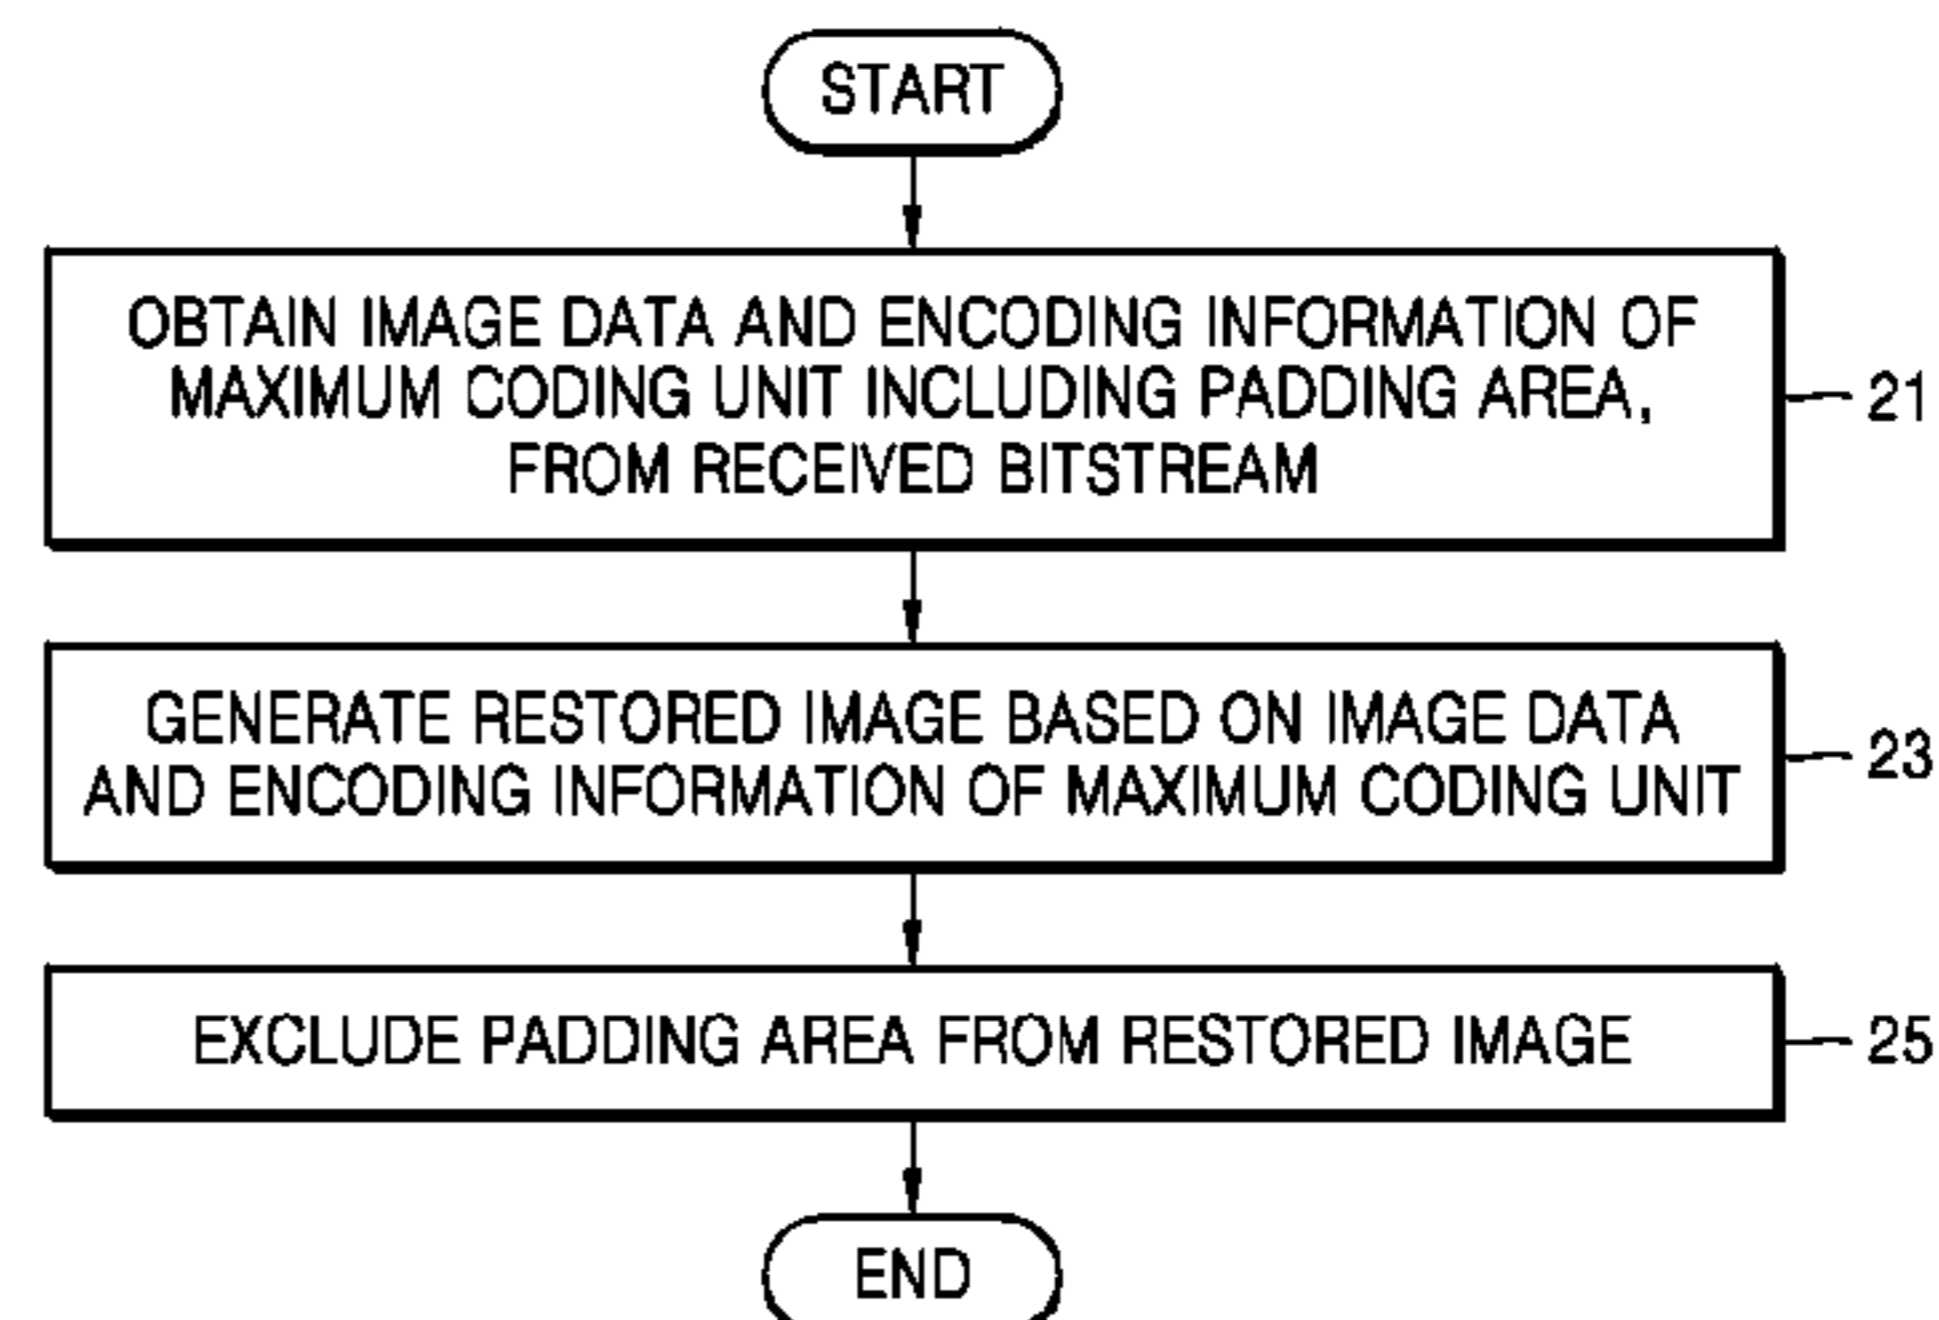 START
OBTAIN IMAGE DATA AND ENCODING INFORMATION OF
MAXIMUM CODING UNIT INCLUDING PADDING AREA,
FROM RECEIVED BITSTREAM
21
GENERATE RESTORED IMAGE BASED ON IMAGE DATA
AND ENCODING INFORMATION OF MAXIMUM CODING UNIT
23
EXCLUDE PADDING AREA FROM RESTORED IMAGE
25
END